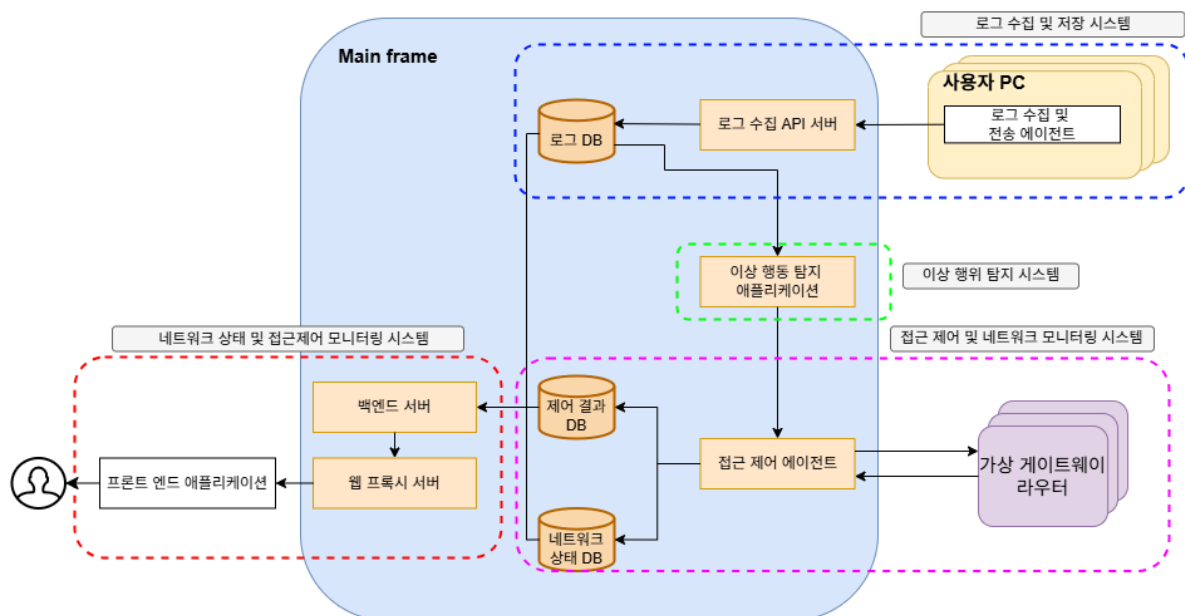 로그 수집 및 저장 시스템
Main frame
사용자 PC
로그 수집 및
전송 에이전트
로그 수집 API 서버
로그 DB
이상 행동 탐지
애플리케이션
이상 행위 탐지 시스템
네트워크 상태 및 접근제어 모니터링 시스템
접근 제어 및 네트워크 모니터링 시스템
백엔드 서버
제어 결과
DB
접근 제어 에이전트
가상 게이트웨이
라우터
프론트 엔드 애플리케이션
웹 프록시 서버
네트워크
상태 DB